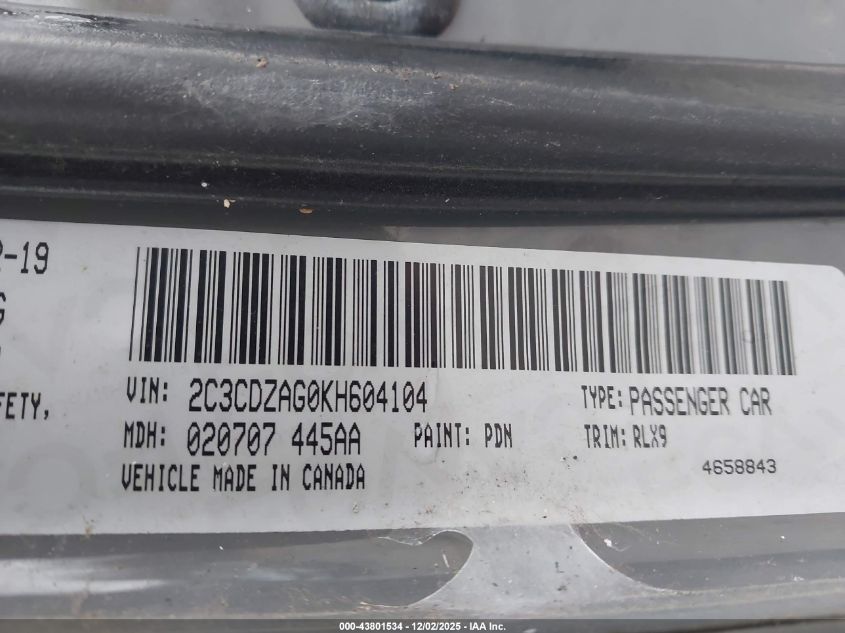 2-19
G
FETY,
VIN: 2C3CDZAG0KH604104
TYPE: PASSENGER CAR
MDH: 020707 445AA
PAINT: PDN
TRIM: RLX9
VEHICLE MADE IN CANADA
4658843
000-43801534 - 12/02/2025 - IAA Inc.